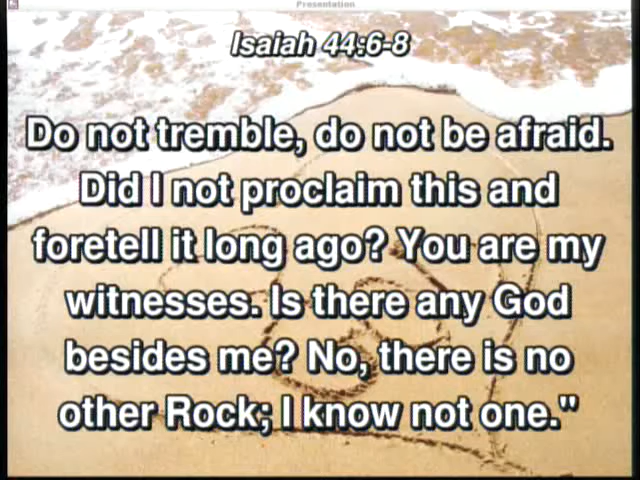 Presentation
Isaiah 44:6-8
Do not tremble, do not be afraid.
Did I not proclaim this and
foretell it long ago? You are my
witnesses. Is there any God
besides me? No, there is no
other Rock; I know not one."